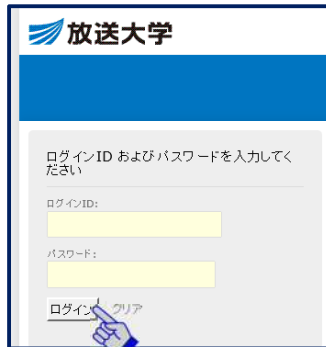 放送大学
ログインID およびパスワードを入力してく
ださい
ログインID:
パスワード:
ログイン クリア